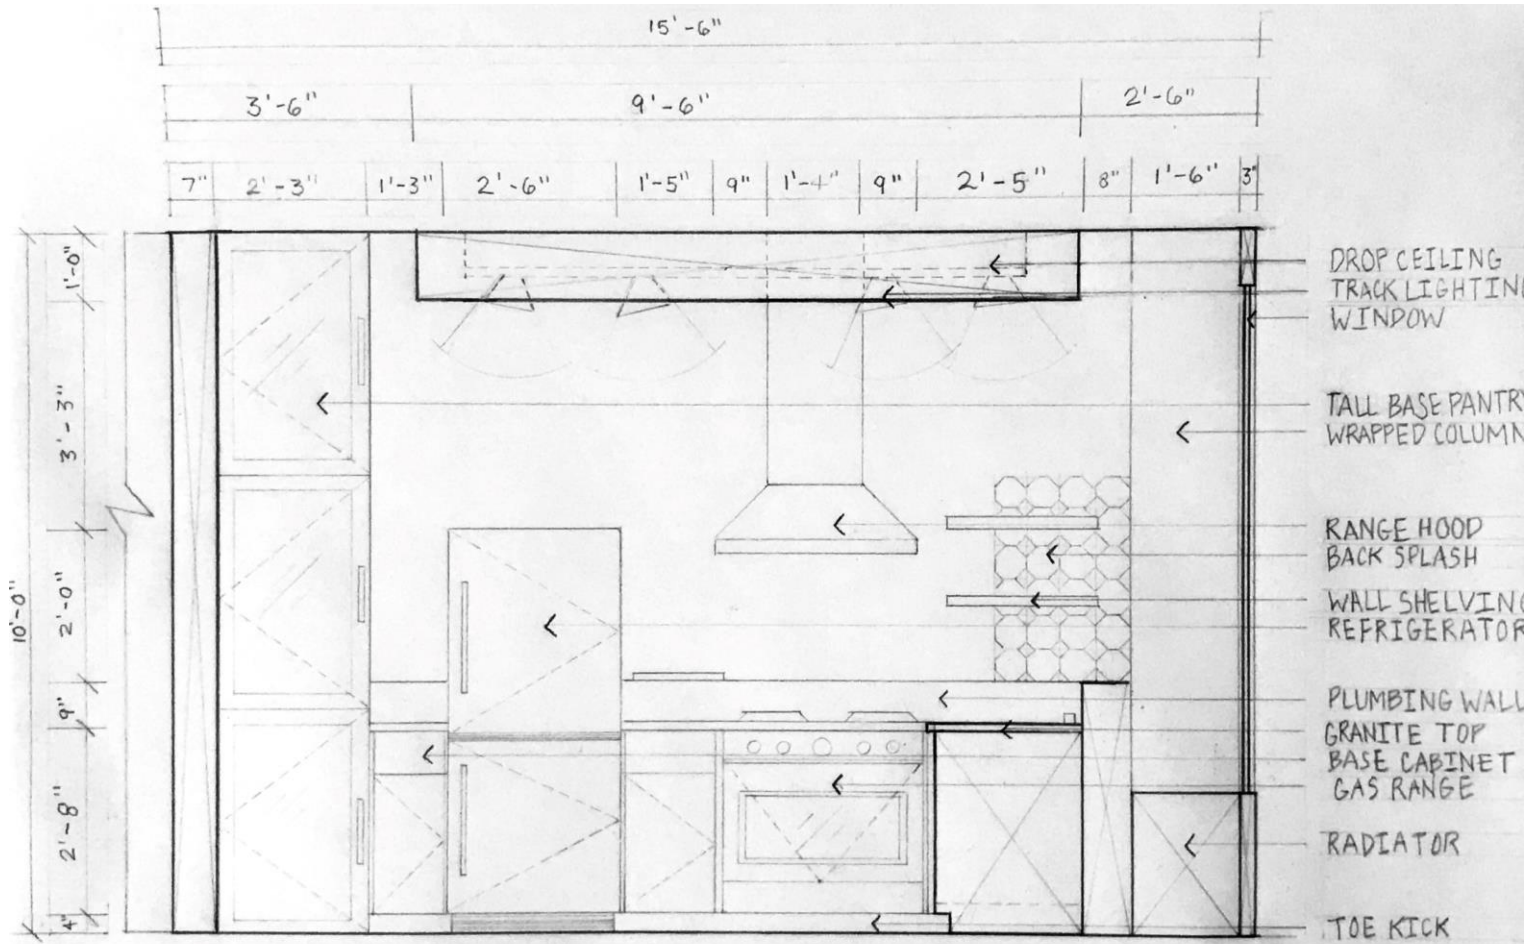 15'-6"
3'-6" 9'-6" 2'-6"
7" 2'-3" 1'-3" 2'-6" 1'-5" 9" 1'-4" 9" 2'-5" 8" 1'-6" 3"
10'-0"
1'-0"
3'-3"
2'-0"
9"
2'-8"
4"
DROP CEILING
TRACK LIGHTIN
WINDOW
TALL BASE PANTRY
WRAPPED COLUMN
RANGE HOOD
BACK SPLASH
WALL SHELVING
REFRIGERATOR
PLUMBING WALL
GRANITE TOP
BASE CABINET
GAS RANGE
RADIATOR
TOE KICK